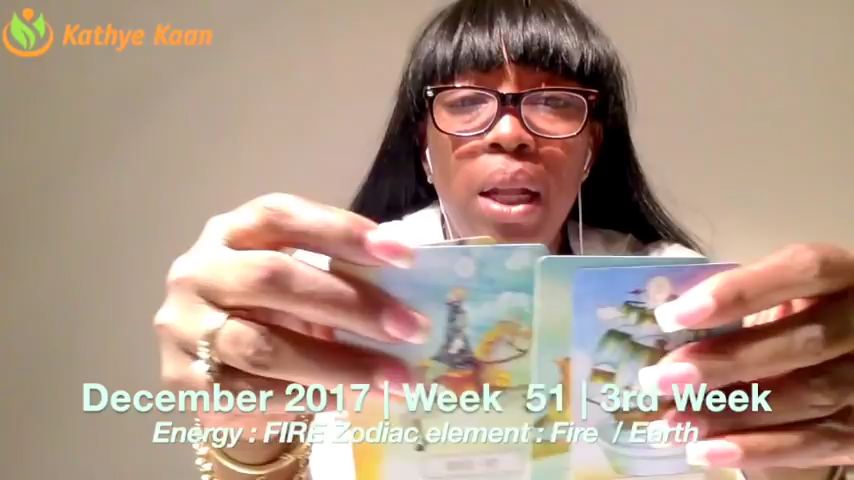 Kathye Kaan
December 2017 | Week 51 | 3rd Week
Energy : FIRE Zodiac element : Fire / Earth